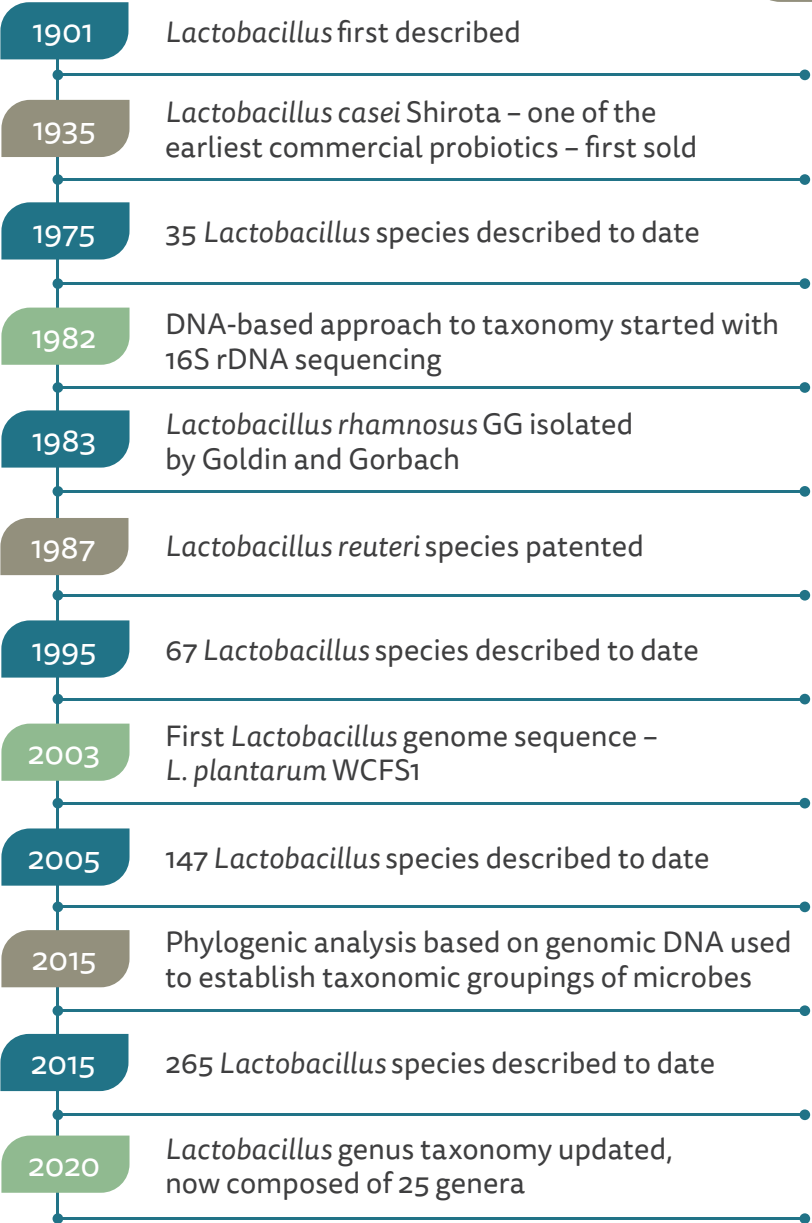 1901
Lactobacillus first described
1935
Lactobacillus casei Shirota – one of the
earliest commercial probiotics – first sold
1975
35 Lactobacillus species described to date
1982
DNA-based approach to taxonomy started with
16S rDNA sequencing
1983
Lactobacillus rhamnosus GG isolated
by Goldin and Gorbach
1987
Lactobacillus reuteri species patented
1995
67 Lactobacillus species described to date
2003
First Lactobacillus genome sequence –
L. plantarum WCFS1
2005
147 Lactobacillus species described to date
2015
Phylogenic analysis based on genomic DNA used
to establish taxonomic groupings of microbes
2015
265 Lactobacillus species described to date
2020
Lactobacillus genus taxonomy updated,
now composed of 25 genera